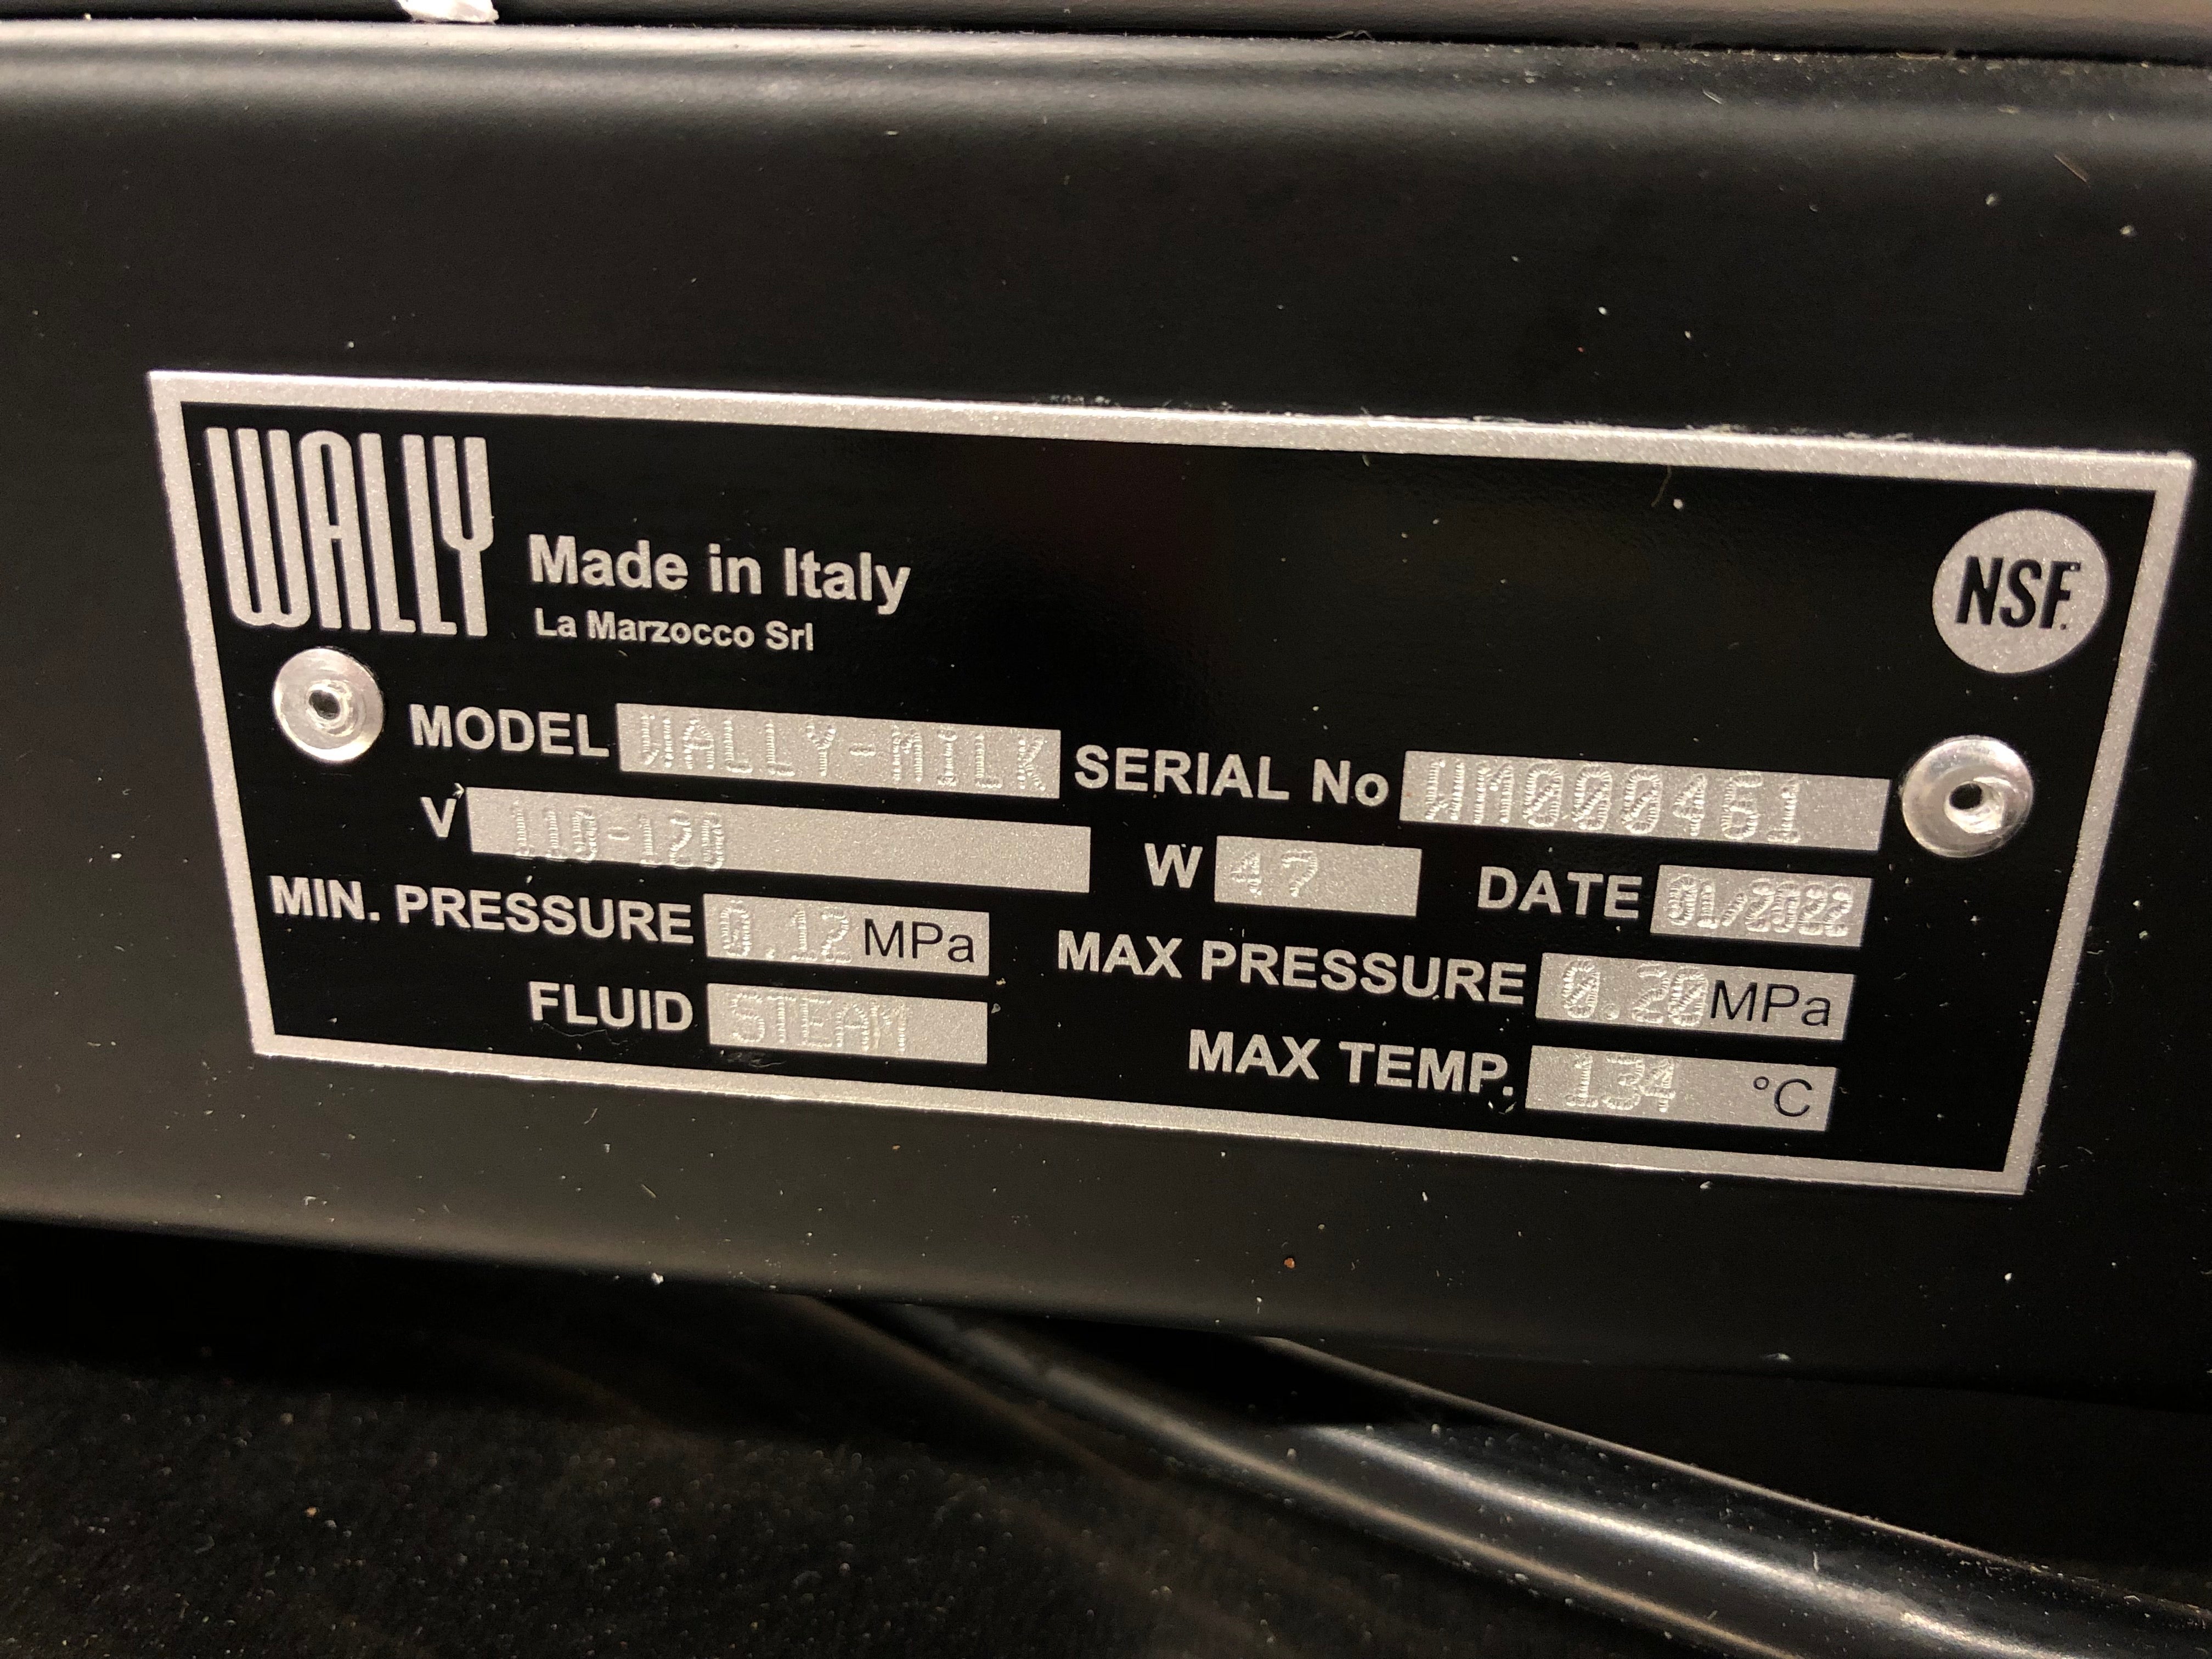 WALLY
Made in Italy
La Marzocco Srl
NSF.
MODEL WALLY-MILK SERIAL No WM000461
V 110-120 W 47 DATE 01/2022
MIN. PRESSURE 0.12 MPa MAX PRESSURE 0.20 MPa
FLUID STEAM MAX TEMP. 134 °C